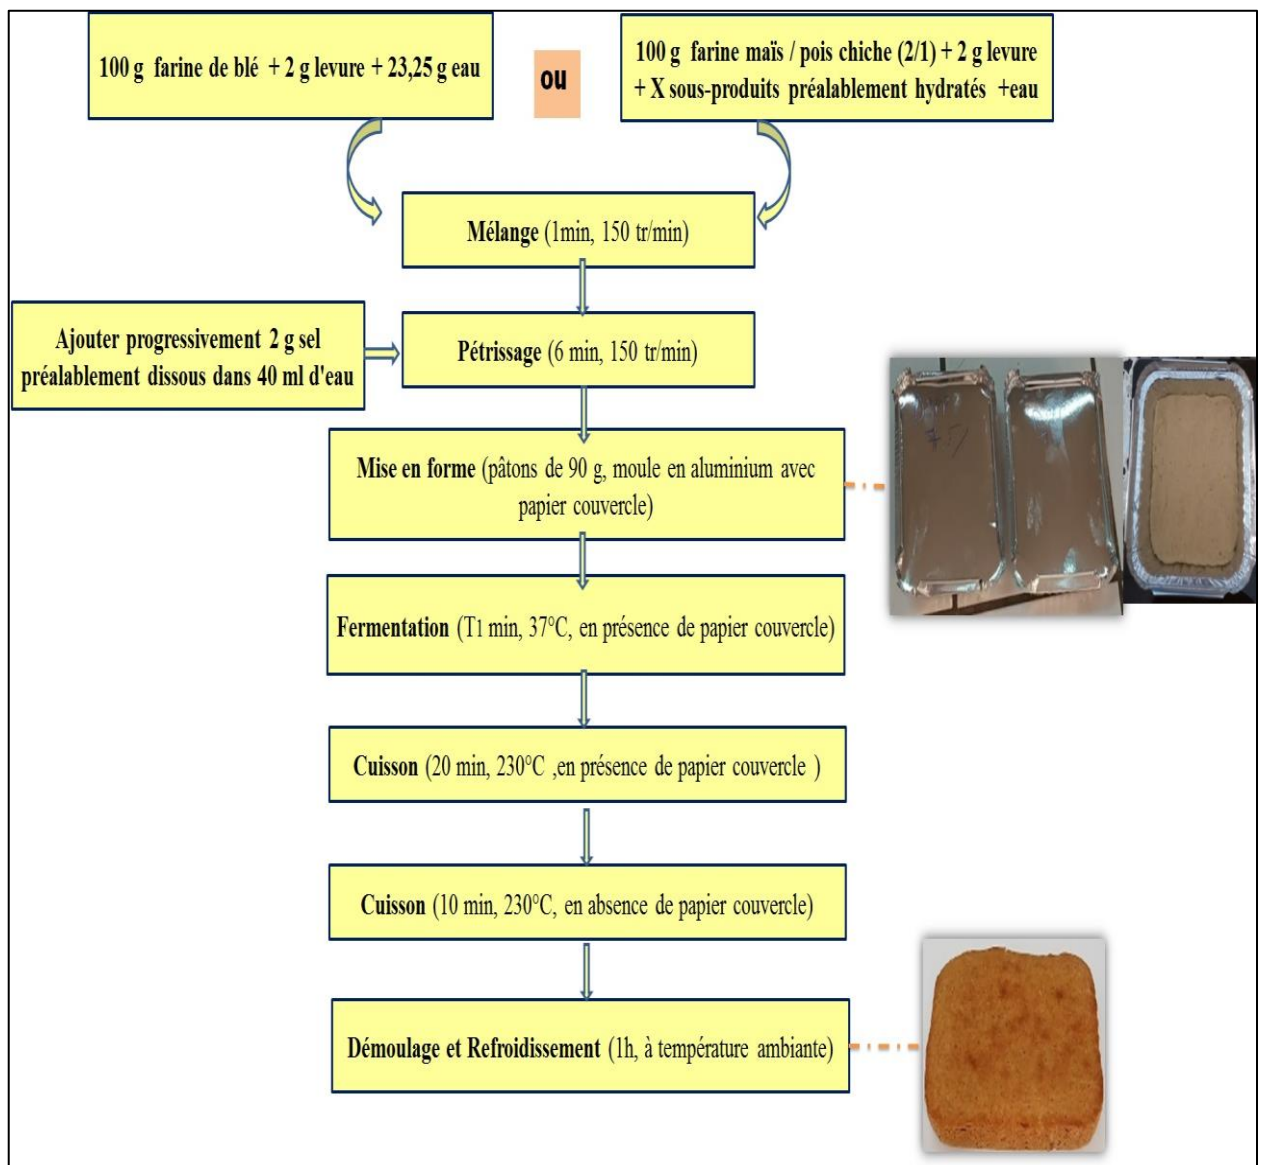 100 g farine de blé + 2 g levure + 23,25 g eau
ou
100 g farine maïs / pois chiche (2/1) + 2 g levure
+ X sous-produits préalablement hydratés +eau
Mélange (1min, 150 tr/min)
Ajouter progressivement 2 g sel
préalablement dissous dans 40 ml d'eau
Pétrissage (6 min, 150 tr/min)
Mise en forme (pâtons de 90 g, moule en aluminium avec
papier couvercle)
Fermentation (T1 min, 37°C, en présence de papier couvercle)
Cuisson (20 min, 230°C ,en présence de papier couvercle )
Cuisson (10 min, 230°C, en absence de papier couvercle)
Démoulage et Refroidissement (1h, à température ambiante)